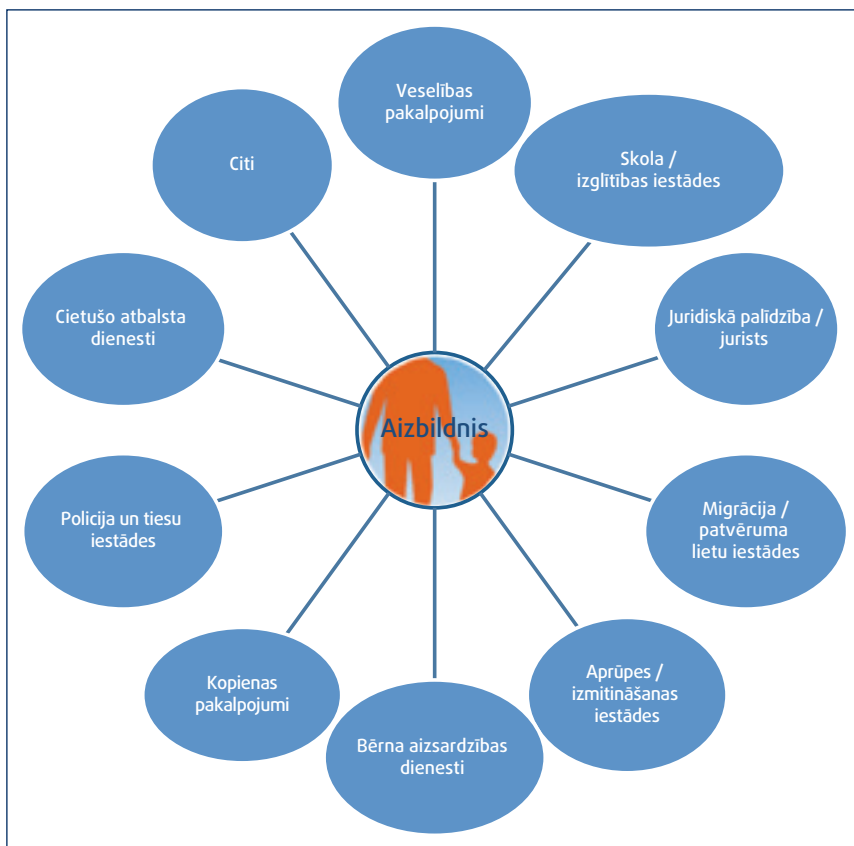 Veselības
pakalpojumi
Skola /
izglītības iestādes
Juridiskā palīdzība /
jurists
Migrācija /
patvēruma
lietu iestādes
Aprūpes /
izmitināšanas
iestādes
Bērna aizsardzības
dienesti
Kopienas
pakalpojumi
Policija un tiesu
iestādes
Cietušo atbalsta
dienesti
Citi
Aizbildnis